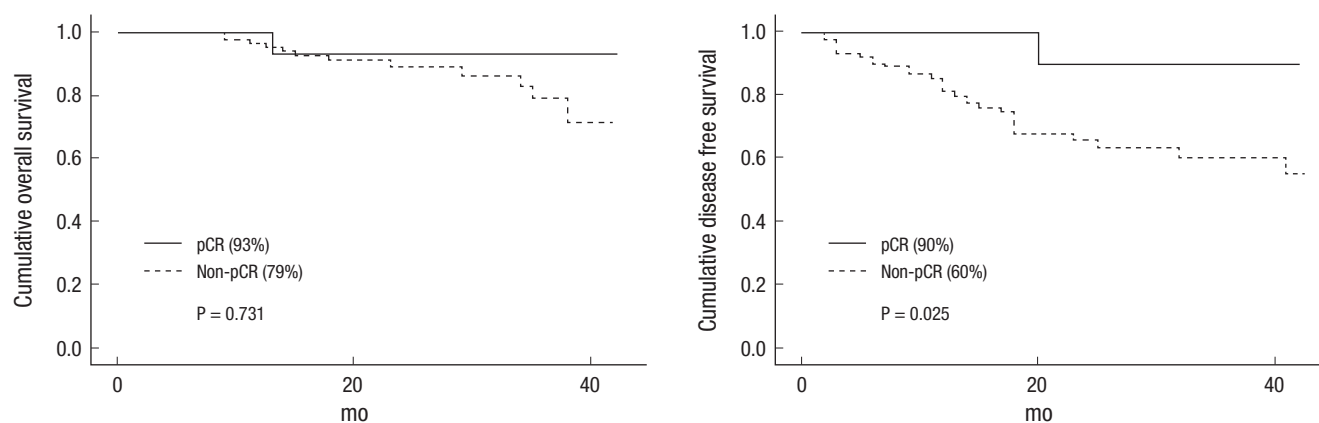 Cumulative overall survival
1.0
0.8
0.6
0.4
0.2
0.0
pCR (93%)
Non-pCR (79%)
P = 0.731
0
20
40
mo
Cumulative disease free survival
1.0
0.8
0.6
0.4
0.2
0.0
pCR (90%)
Non-pCR (60%)
P = 0.025
0
20
40
mo